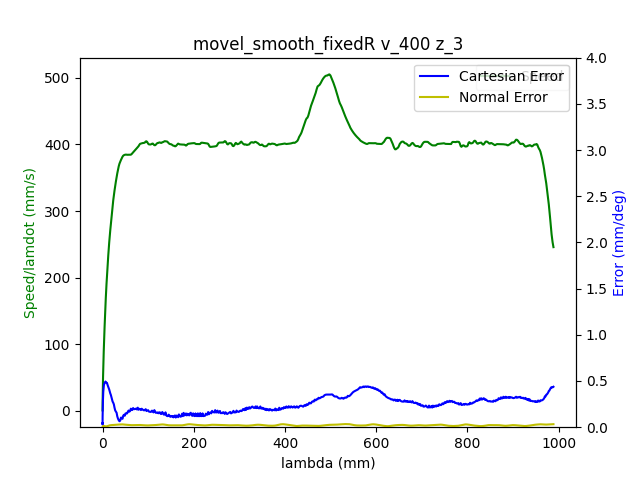 movel_smooth_fixedR v_400 z_3
Cartesian Error
Normal Error
Speed/lamdot (mm/s)
500
400
300
200
100
0
4.0
3.5
3.0
2.5
2.0
1.5
1.0
0.5
0.0
Error (mm/deg)
0 200 400 600 800 1000
lambda (mm)